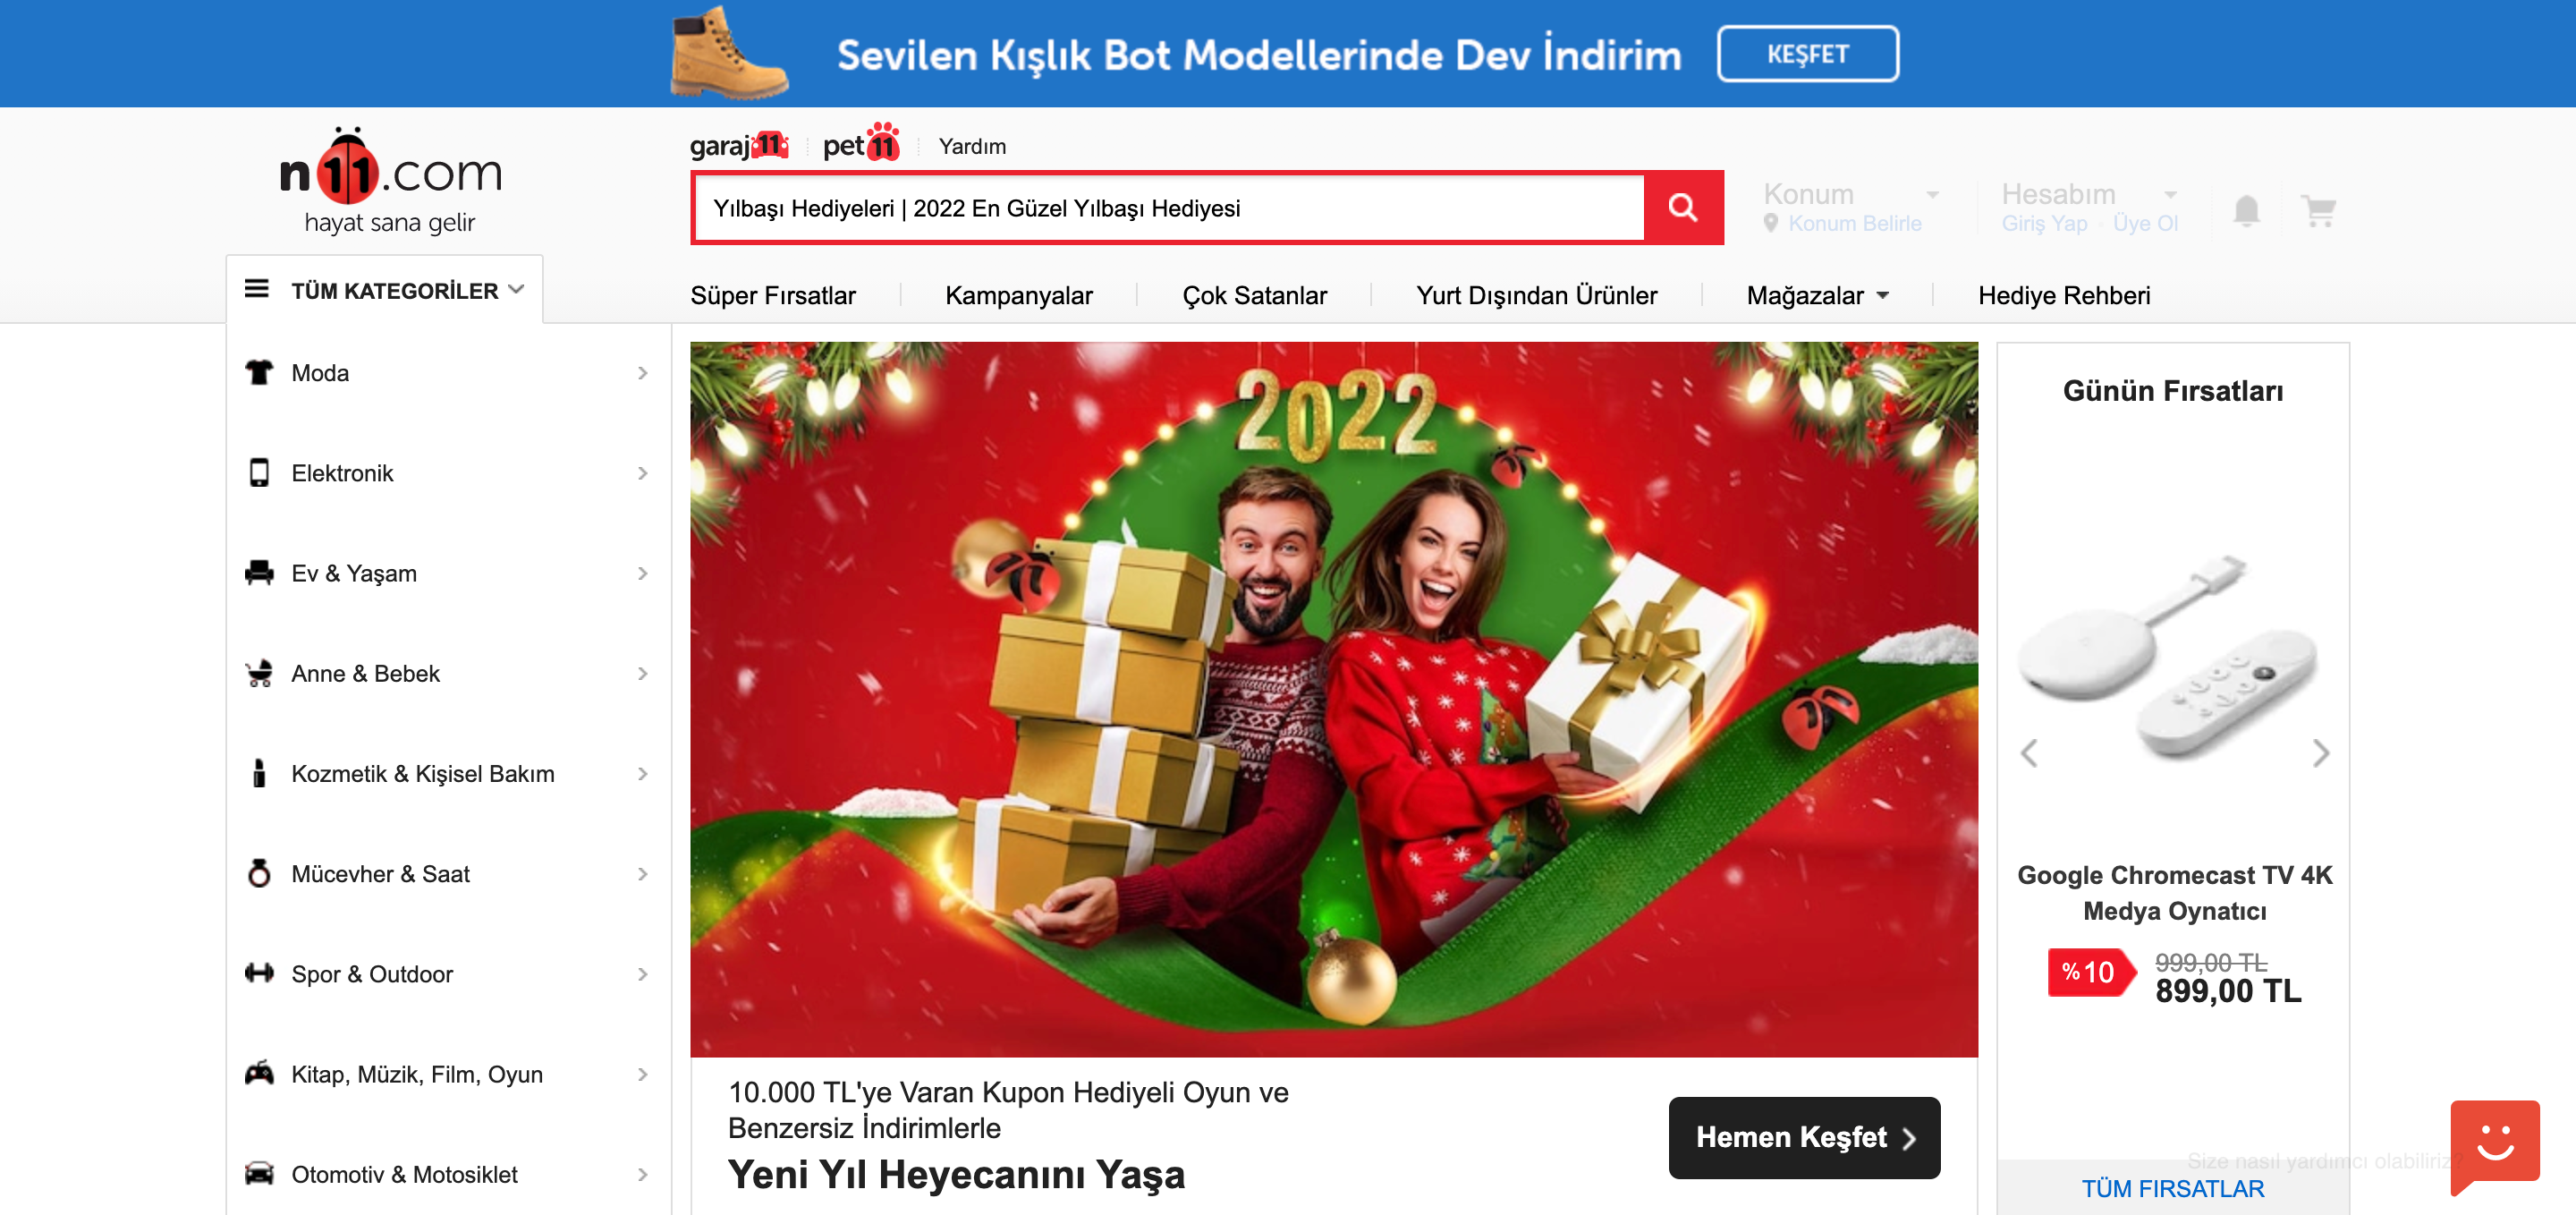 Sevilen Kışlık Bot Modellerinde Dev İndirim
KEŞFET
n11.com
hayat sana gelir
garaj11
pet11
Yardım
Yılbaşı Hediyeleri | 2022 En Güzel Yılbaşı Hediyesi
Konum
Konum Belirle
Hesabım
Giriş Yap
Üye Ol
TÜM KATEGORİLER
Süper Fırsatlar
Kampanyalar
Çok Satanlar
Yurt Dışından Ürünler
Mağazalar
Hediye Rehberi
Moda
Elektronik
Ev & Yaşam
Anne & Bebek
Kozmetik & Kişisel Bakım
Mücevher & Saat
Spor & Outdoor
Kitap, Müzik, Film, Oyun
Otomotiv & Motosiklet
2022
10.000 TL'ye Varan Kupon Hediyeli Oyun ve
Benzersiz İndirimlerle
Yeni Yıl Heyecanını Yaşa
Hemen Keşfet
Günün Fırsatları
Google Chromecast TV 4K
Medya Oynatıcı
%10
999,00 TL
899,00 TL
Size nasıl yardımcı olabiliriz?
TÜM FIRSATLAR